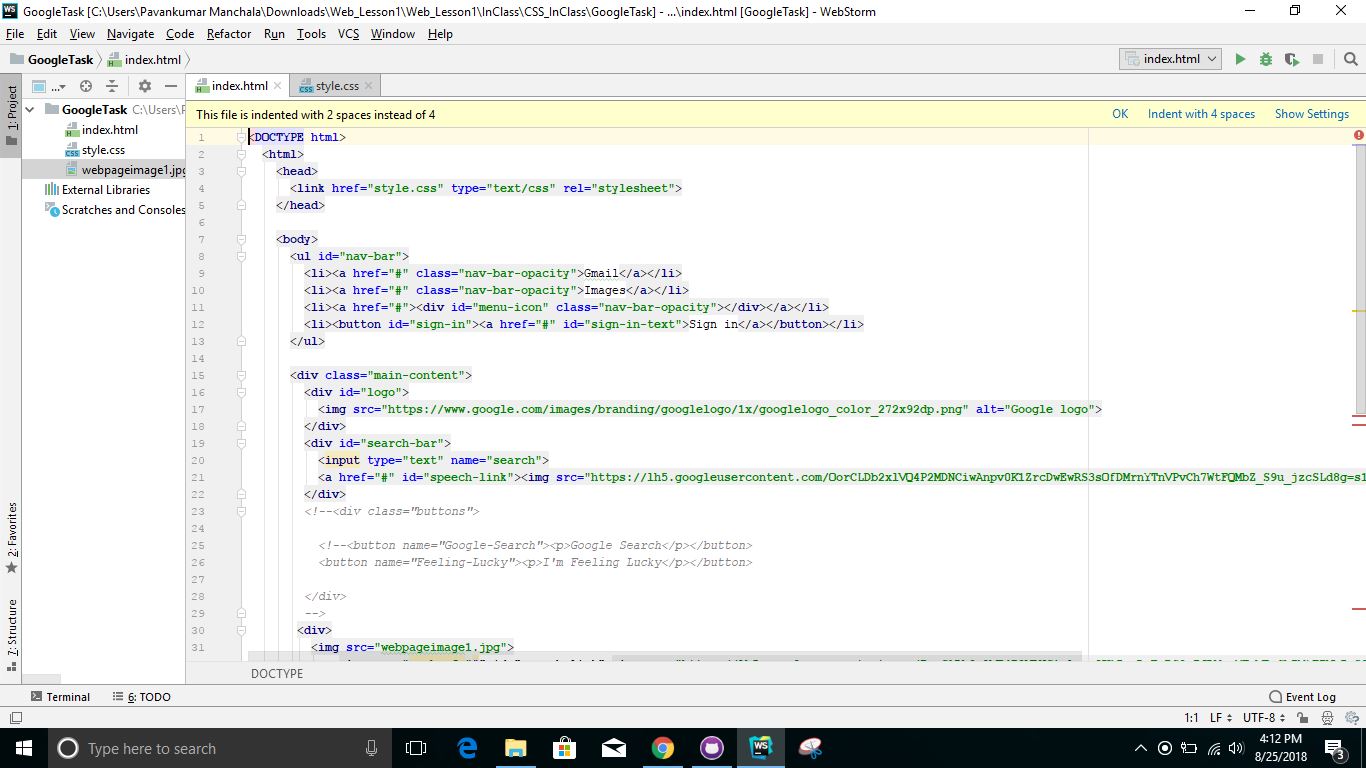 GoogleTask [C:\Users\Pavankumar Manchala\Downloads\Web_Lesson1\Web_Lesson1\InClass\CSS_InClass\GoogleTask] - ...\index.html [GoogleTask] - WebStorm
File Edit View Navigate Code Refactor Run Tools VCS Window Help
GoogleTask index.html
index.html
1: Project
...
index.html
style.css
This file is indented with 2 spaces instead of 4
OK Indent with 4 spaces Show Settings
GoogleTask C:\Users\
index.html
style.css
webpageimage1.jpg
External Libraries
Scratches and Consoles
1 <DOCTYPE html>
2 <html>
3 <head>
4 <link href="style.css" type="text/css" rel="stylesheet">
5 </head>
6
7 <body>
8 <ul id="nav-bar">
9 <li><a href="#" class="nav-bar-opacity">Gmail</a></li>
10 <li><a href="#" class="nav-bar-opacity">Images</a></li>
11 <li><a href="#"><div id="menu-icon" class="nav-bar-opacity"></div></a></li>
12 <li><button id="sign-in"><a href="#" id="sign-in-text">Sign in</a></button></li>
13 </ul>
14
15 <div class="main-content">
16 <div id="logo">
17 <img src="https://www.google.com/images/branding/googlelogo/1x/googlelogo_color_272x92dp.png" alt="Google logo">
18 </div>
19 <div id="search-bar">
20 <input type="text" name="search">
21 <a href="#" id="speech-link"><img
22 </div>
23 <!--<div class="buttons">
24
25 <!--<button name="Google-Search"><p>Google Search</p></button>
26 <button name="Feeling-Lucky"><p>I'm Feeling Lucky</p></button>
27
28 </div>
29 -->
30 <div>
31 <img src="webpageimage1.jpg">
DOCTYPE
2: Favorites
7: Structure
Terminal 6: TODO Event Log
1:1 LF UTF-8
Type here to search
WS
4:12 PM
8/25/2018
3